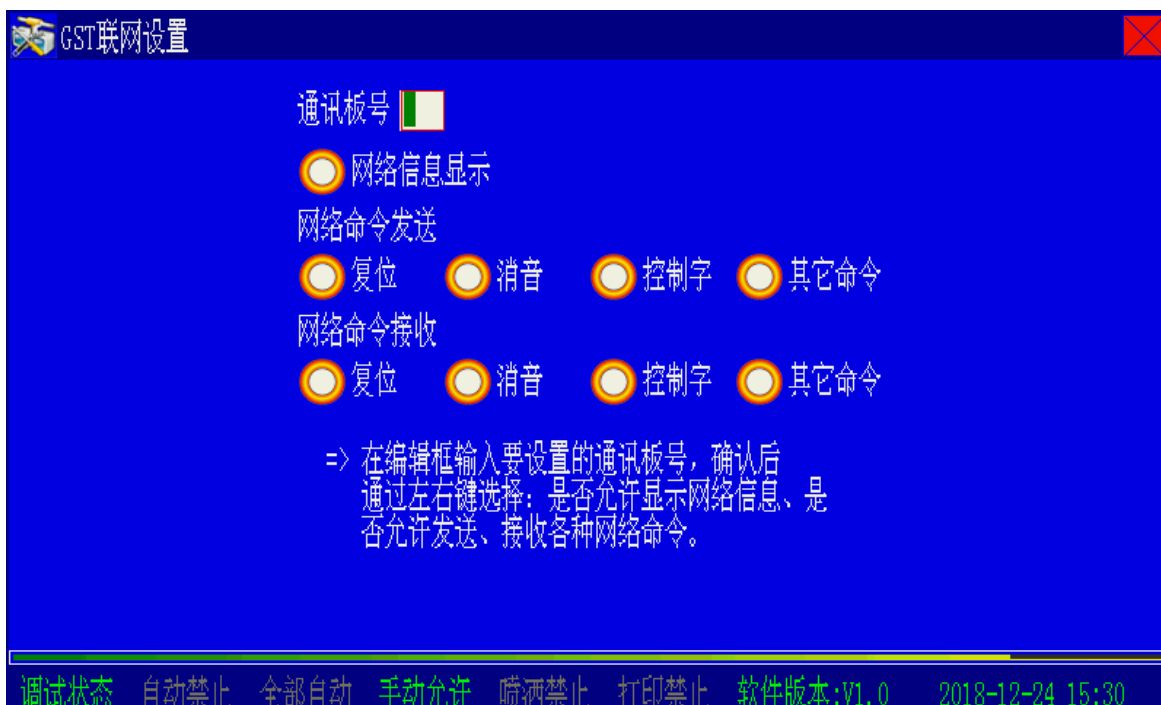 GST联网设置
通讯板号
网络信息显示
网络命令发送
复位 消音 控制字 其它命令
网络命令接收
复位 消音 控制字 其它命令
=> 在编辑框输入要设置的通讯板号，确认后
通过左右键选择：是否允许显示网络信息、是
否允许发送、接收各种网络命令。
调试状态 自动禁止 全部自动 手动允许 喷洒禁止 打印禁止 软件版本:V1.0 2018-12-24 15:30